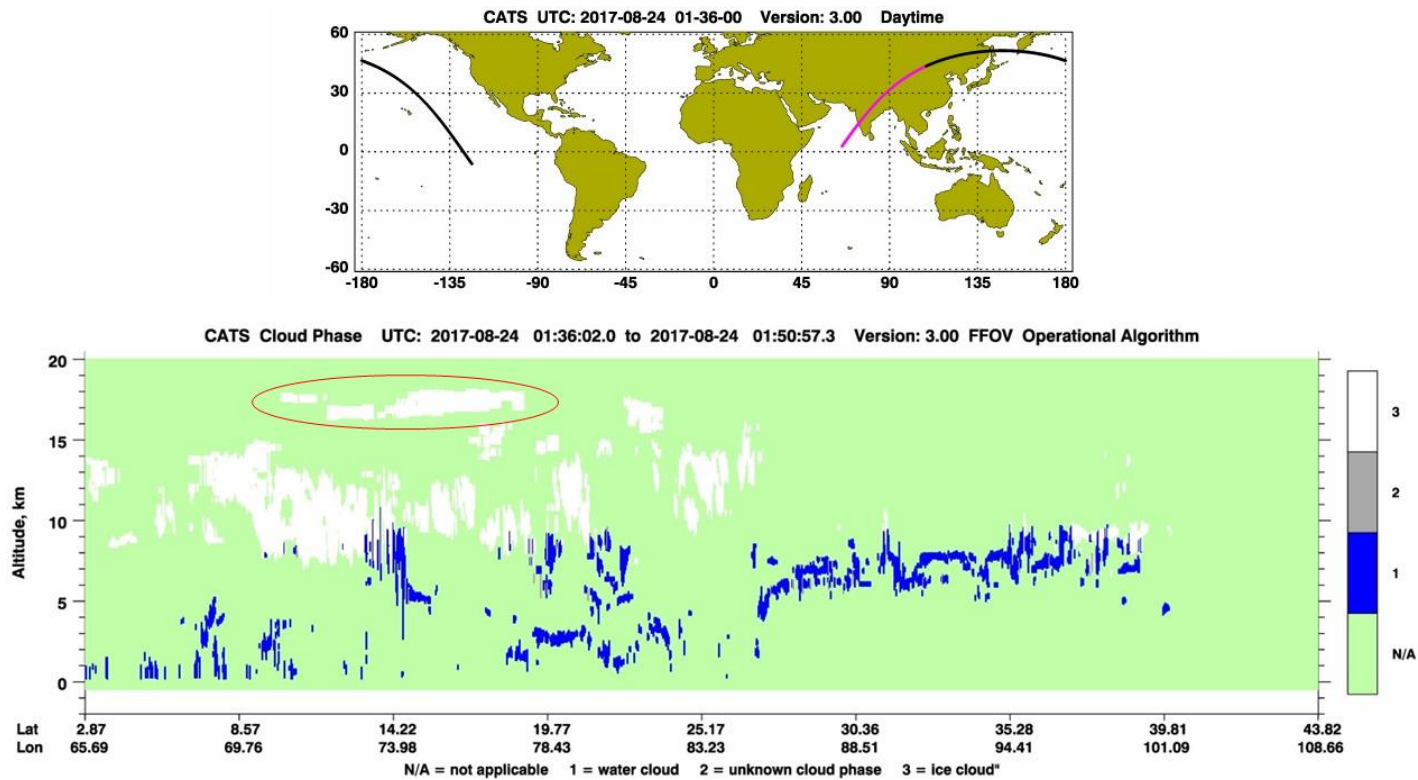 CATS UTC: 2017-08-24 01-36-00 Version: 3.00 Daytime
60
30
0
-30
-60
-180 -135 -90 -45 0 45 90 135 180
CATS Cloud Phase UTC: 2017-08-24 01:36:02.0 to 2017-08-24 01:50:57.3 Version: 3.00 FFOV Operational Algorithm
Altitude, km
20
15
10
5
0
3
2
1
N/A
Lat 2.87 8.57 14.22 19.77 25.17 30.36 35.28 39.81 43.82
Lon 65.69 69.76 73.98 78.43 83.23 88.51 94.41 101.09 108.66
N/A = not applicable 1 = water cloud 2 = unknown cloud phase 3 = ice cloud"